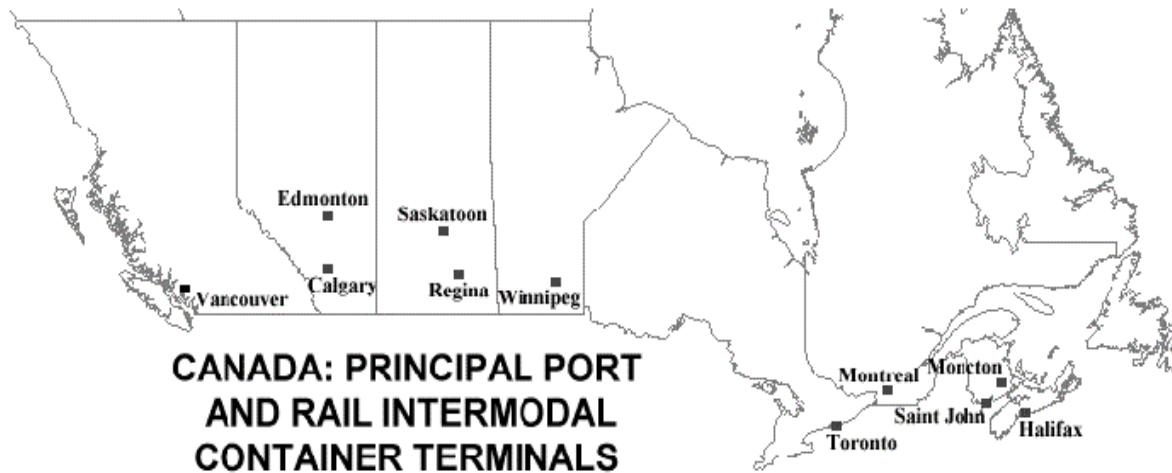 Edmonton
Saskatoon
Calgary
Regina
Winnipeg
Vancouver
CANADA: PRINCIPAL PORT
AND RAIL INTERMODAL
CONTAINER TERMINALS
Moncton
Montreal
Saint John
Halifax
Toronto